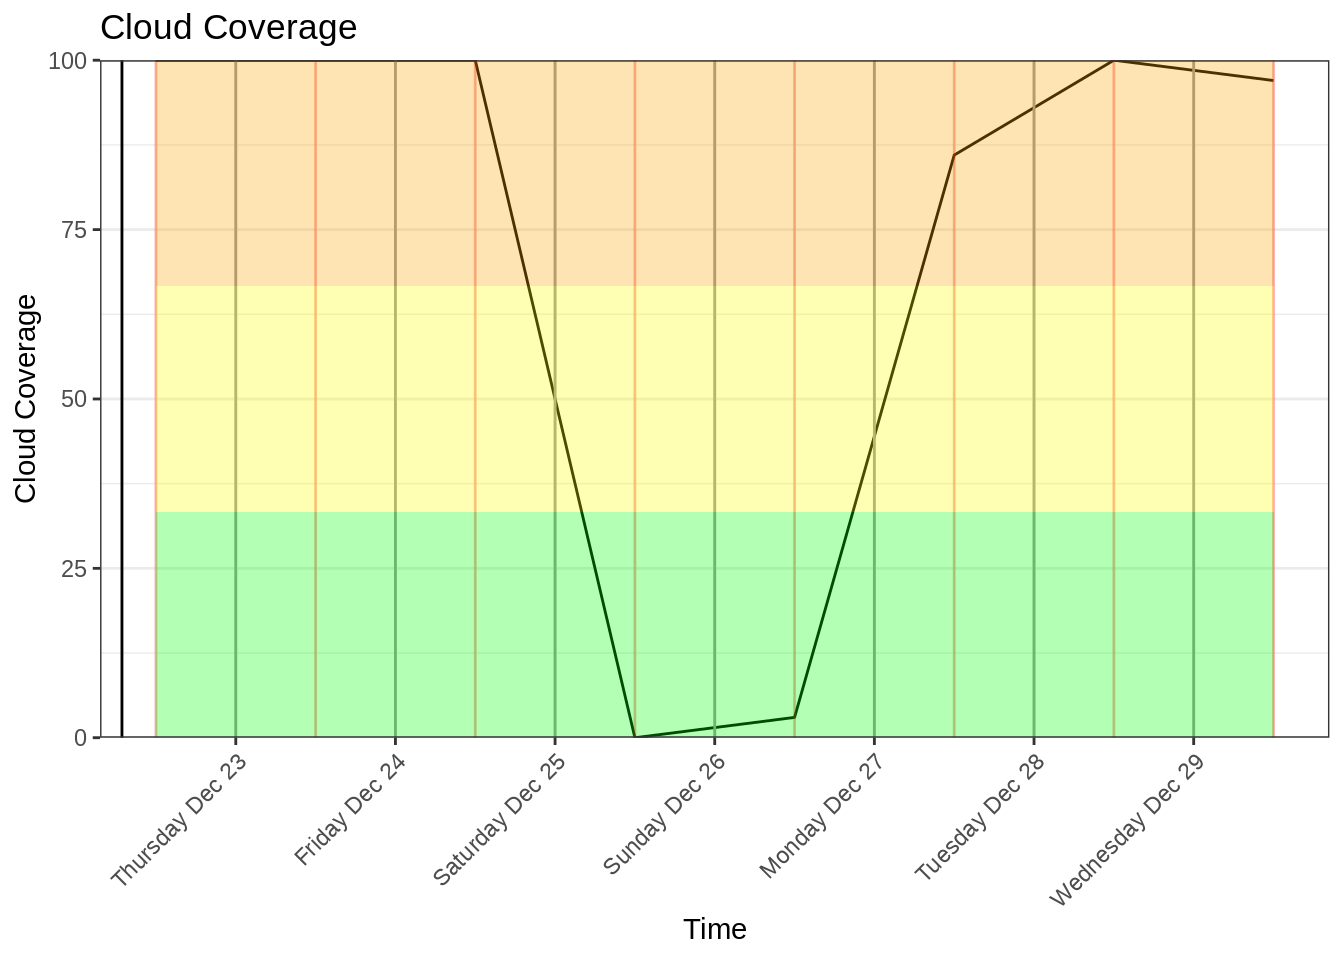 Cloud Coverage
100
75
50
25
0
Cloud Coverage
Thursday Dec 23
Friday Dec 24
Saturday Dec 25
Sunday Dec 26
Monday Dec 27
Tuesday Dec 28
Wednesday Dec 29
Time